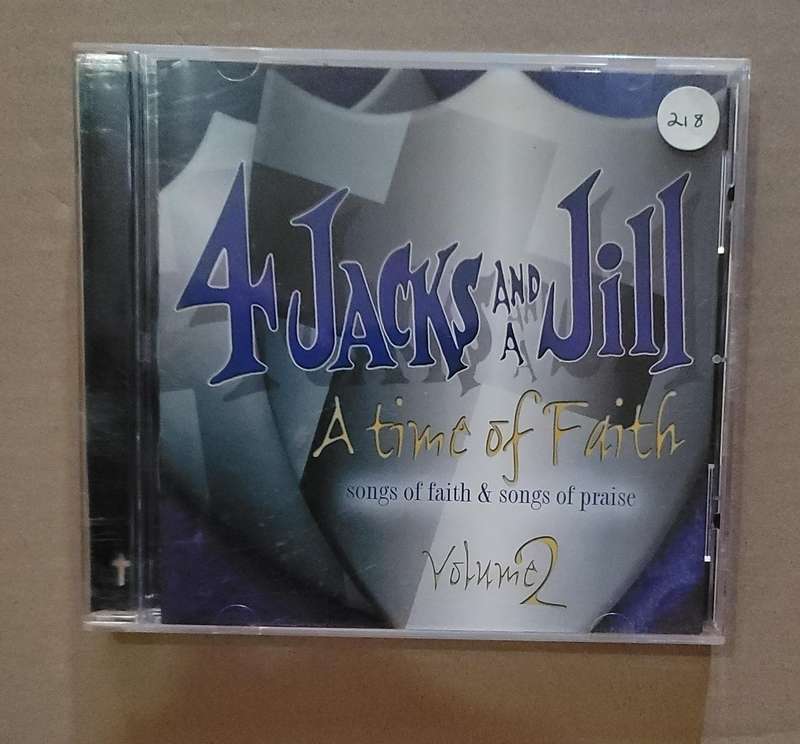 218
4 Jacks AND A Jill
A time of Faith
songs of faith & songs of praise
Volume 2